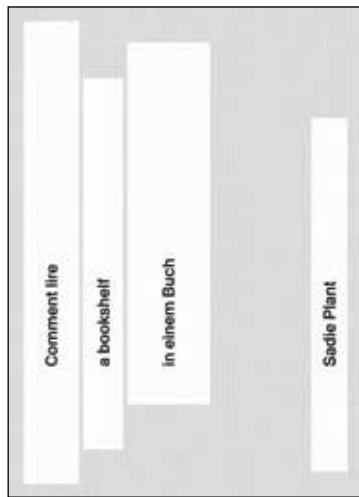 Comment lire
a bookshelf
in einem Buch
Sadie Plant